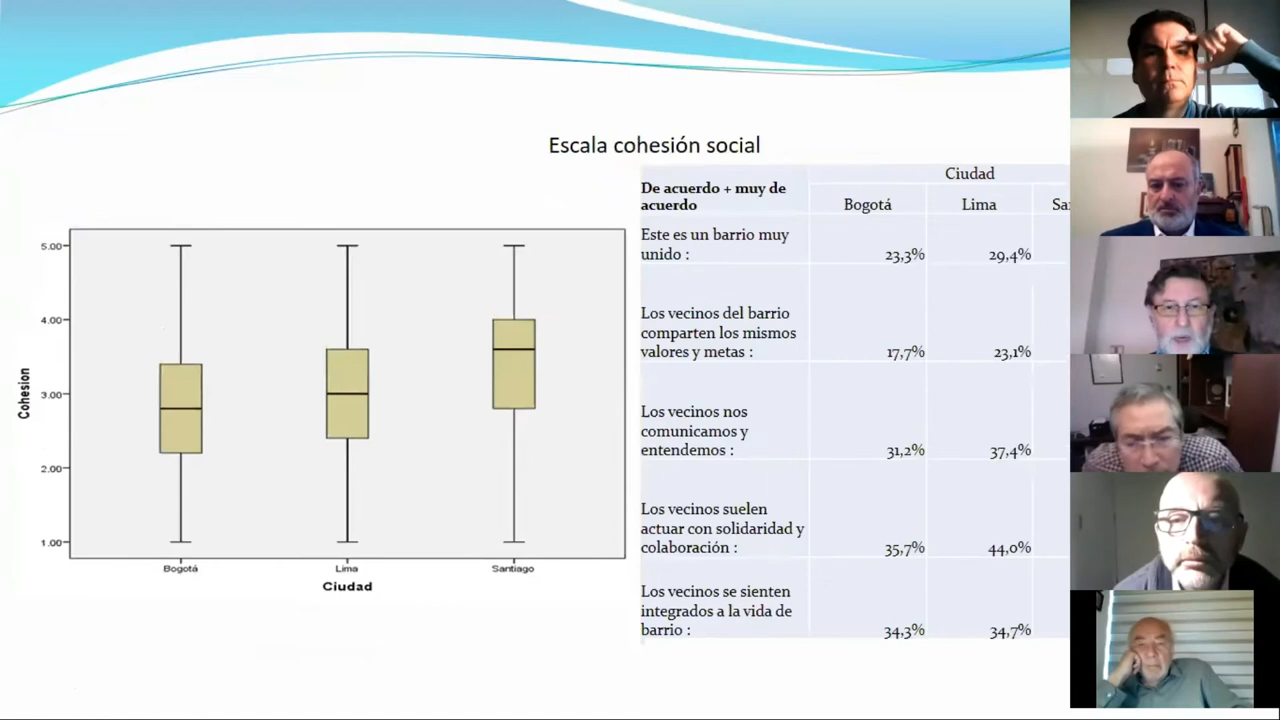 Escala cohesión social
5.00
4.00
3.00
2.00
1.00
Cohesion
Bogotá
Lima
Santiago
Ciudad
De acuerdo + muy de
acuerdo
Ciudad
Bogotá
Lima
Este es un barrio muy
unido :
23,3%
29,4%
Los vecinos del barrio
comparten los mismos
valores y metas :
17,7%
23,1%
Los vecinos nos
comunicamos y
entendemos :
31,2%
37,4%
Los vecinos suelen
actuar con solidaridad y
colaboración :
35,7%
44,0%
Los vecinos se sienten
integrados a la vida de
barrio :
34,3%
34,7%